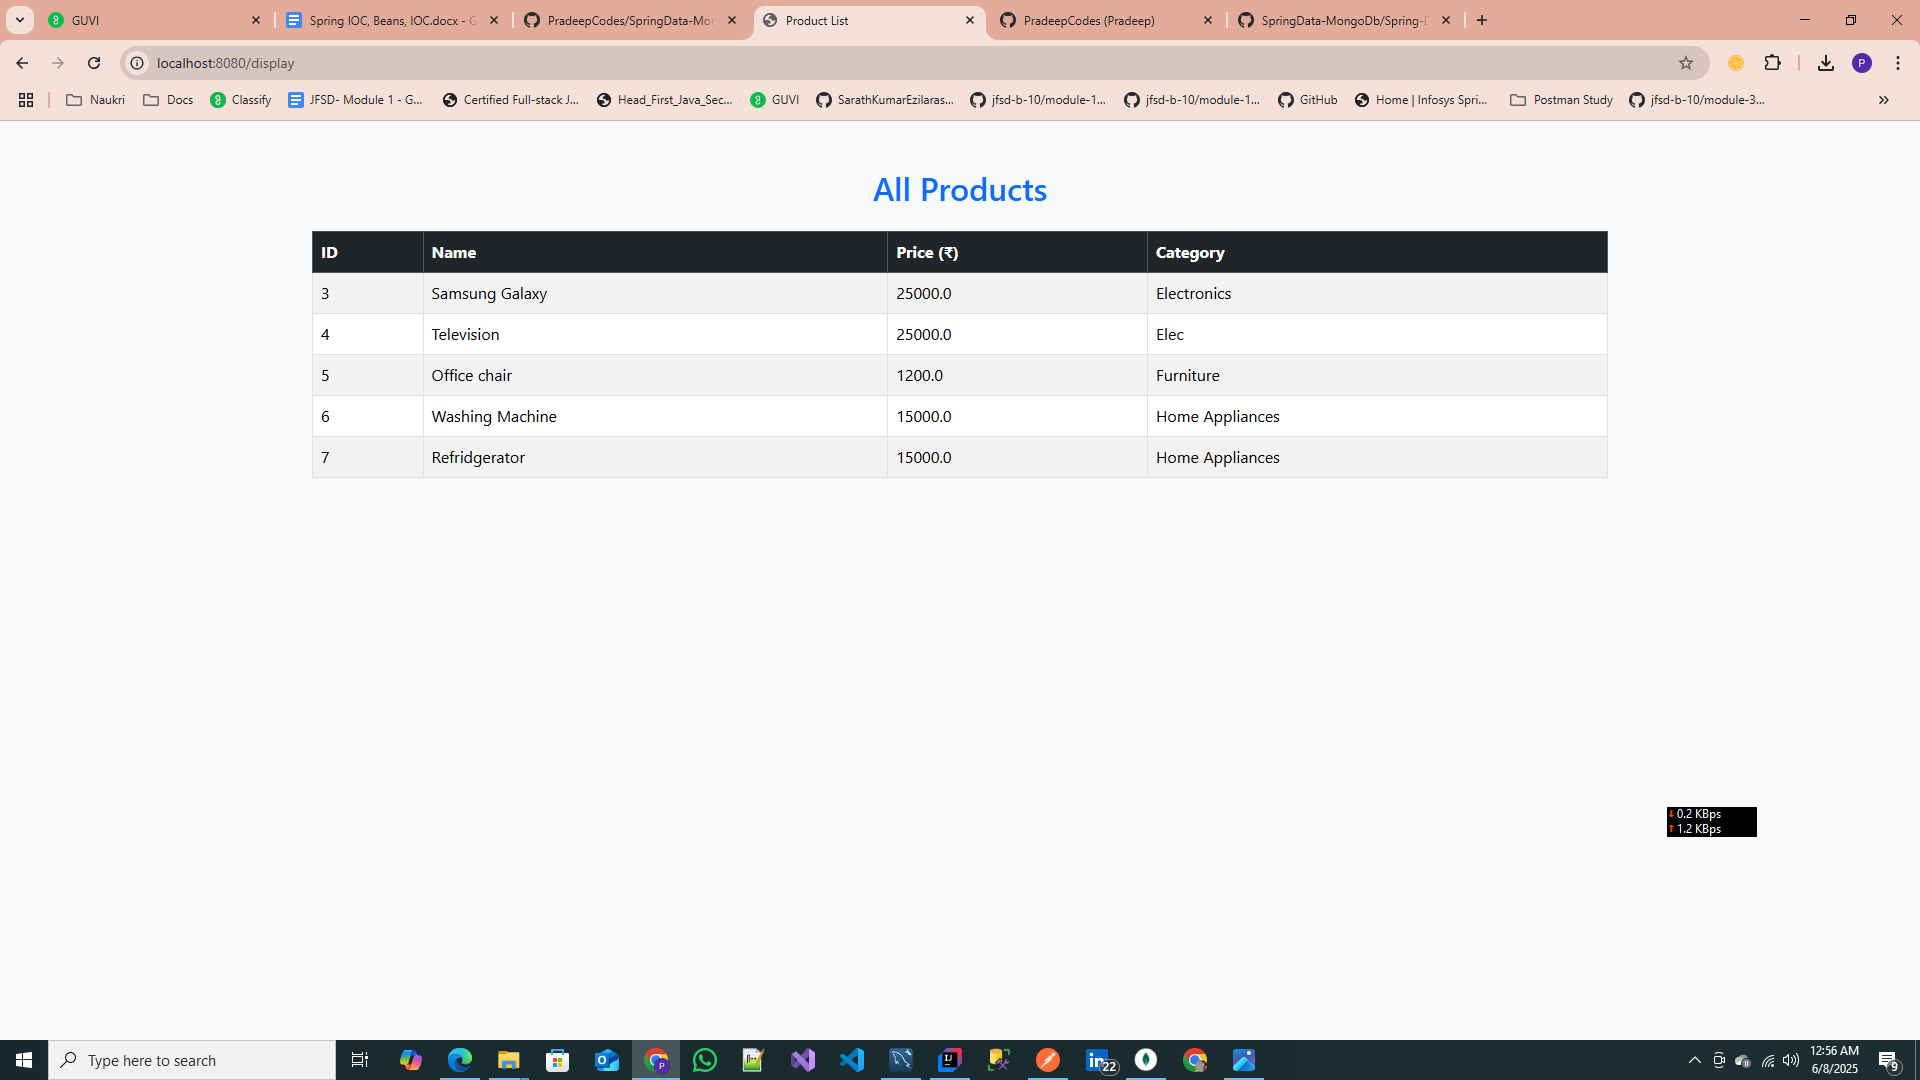 GUVI
Spring IOC, Beans, IOC.docx - G
PradeepCodes/SpringData-Mon
Product List
PradeepCodes (Pradeep)
SpringData-MongoDb/Spring-D
localhost:8080/display
P
Naukri
Docs
Classify
JFSD- Module 1 - G...
Certified Full-stack J...
Head_First_Java_Sec...
GUVI
SarathKumarEzilaras...
jfsd-b-10/module-1...
jfsd-b-10/module-1...
GitHub
Home | Infosys Spri...
Postman Study
jfsd-b-10/module-3...
All Products
ID Name Price (₹) Category
3 Samsung Galaxy 25000.0 Electronics
4 Television 25000.0 Elec
5 Office chair 1200.0 Furniture
6 Washing Machine 15000.0 Home Appliances
7 Refridgerator 15000.0 Home Appliances
0.2 KBps
1.2 KBps
Type here to search
22
12:56 AM
6/8/2025
9